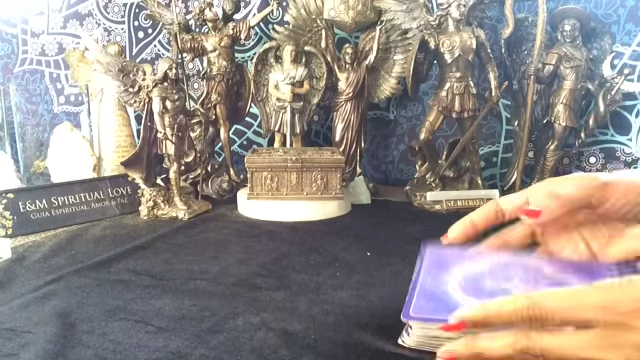 E&M SPIRITUAL LOVE
GUIA ESPIRITUAL, AMOR & PAZ
ST. MICHAEL